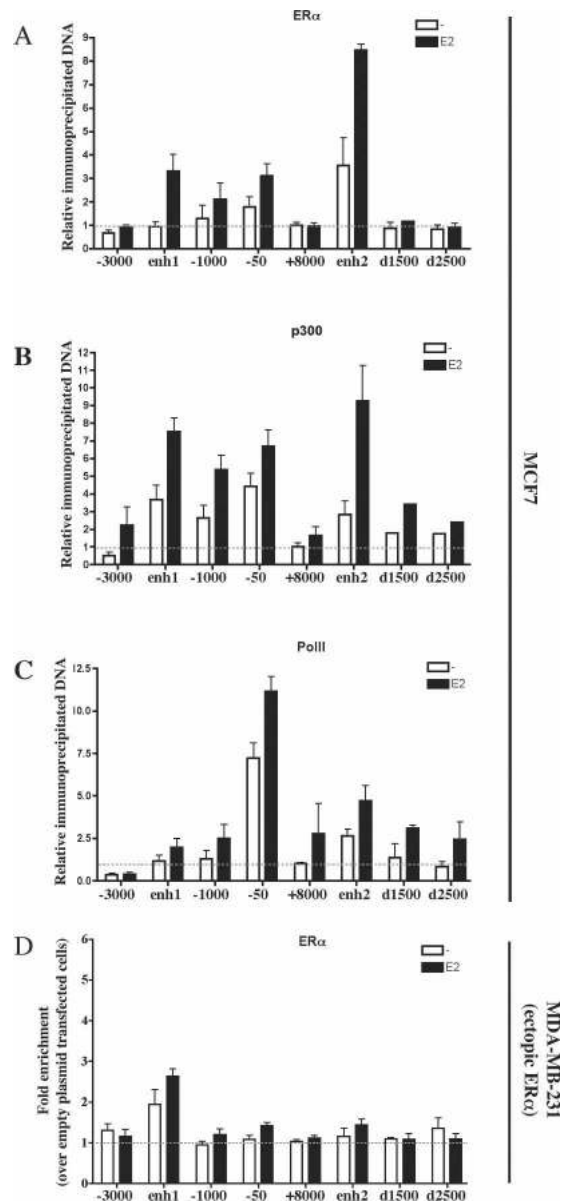 A
ERα
-
E2
Relative immunoprecipitated DNA
9
8
7
6
5
4
3
2
1
0
-3000 enh1 -1000 -50 +8000 enh2 d1500 d2500
B
p300
-
E2
Relative immunoprecipitated DNA
12
11
10
9
8
7
6
5
4
3
2
1
0
-3000 enh1 -1000 -50 +8000 enh2 d1500 d2500
MCF7
C
PolII
-
E2
Relative immunoprecipitated DNA
12.5
7.5
2.5
0.0
-3000 enh1 -1000 -50 +8000 enh2 d1500 d2500
D
ERα
-
E2
Fold enrichment
(over empty plasmid transfected cells)
6
5
4
3
2
1
0
-3000 enh1 -1000 -50 +8000 enh2 d1500 d2500
MDA-MB-231
(ectopic ERα)